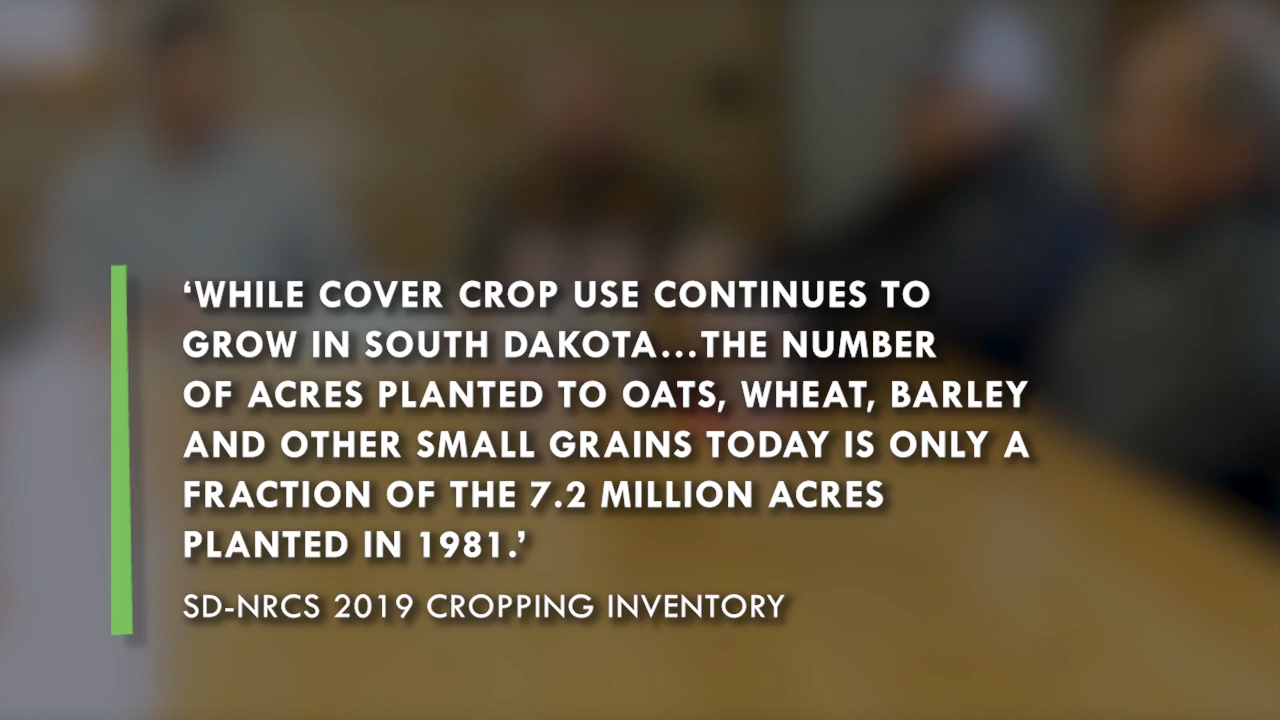 ‘WHILE COVER CROP USE CONTINUES TO
GROW IN SOUTH DAKOTA...THE NUMBER
OF ACRES PLANTED TO OATS, WHEAT, BARLEY
AND OTHER SMALL GRAINS TODAY IS ONLY A
FRACTION OF THE 7.2 MILLION ACRES
PLANTED IN 1981.’
SD-NRCS 2019 CROPPING INVENTORY